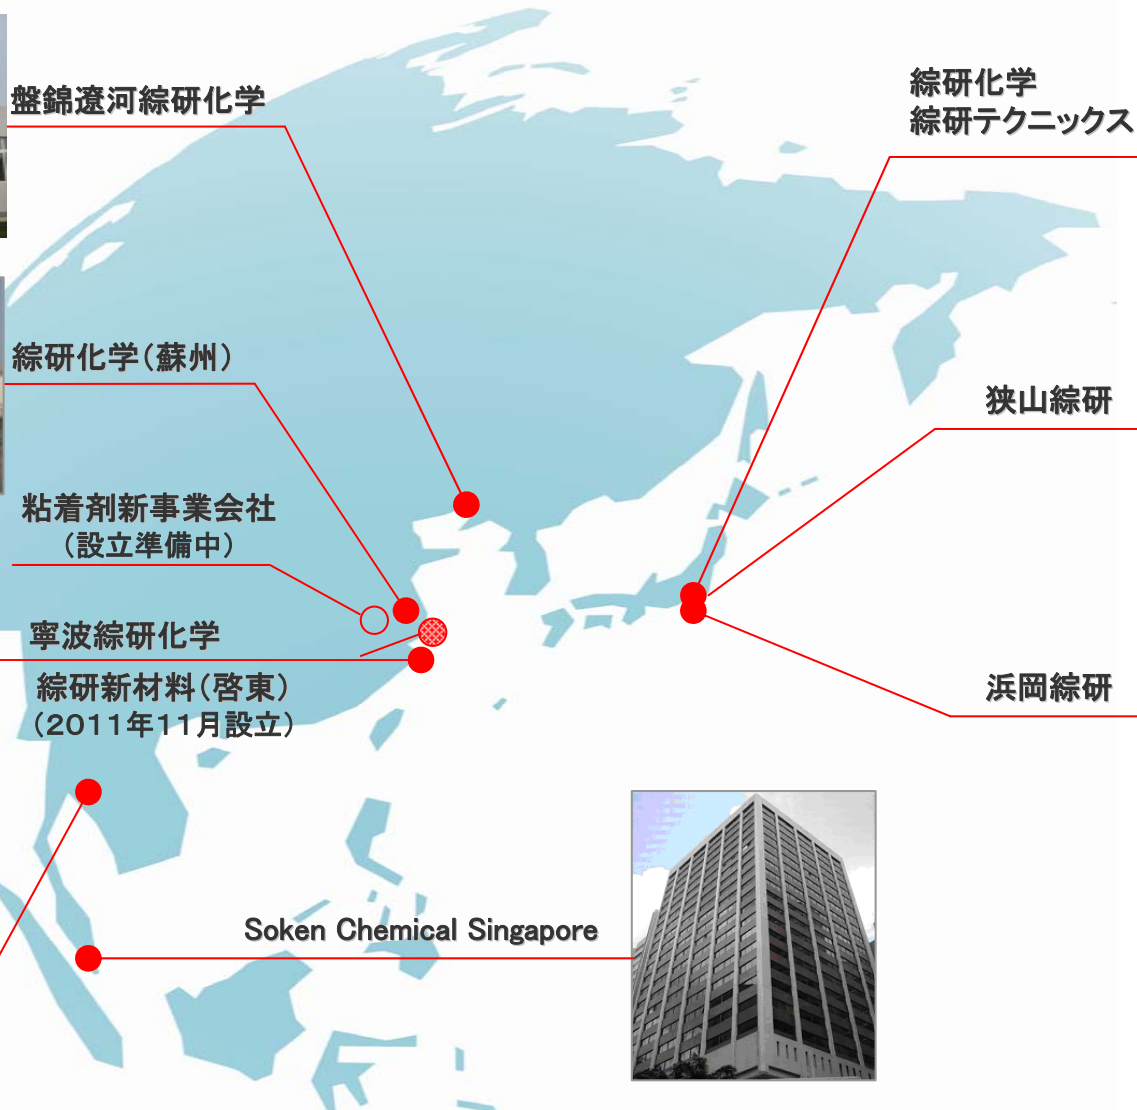 盤錦遼河綜研化学
綜研化学
綜研テクニックス
綜研化学(蘇州)
狭山綜研
粘着剤新事業会社
(設立準備中)
寧波綜研化学
綜研新材料(啓東)
(2011年11月設立)
浜岡綜研
Soken Chemical Singapore